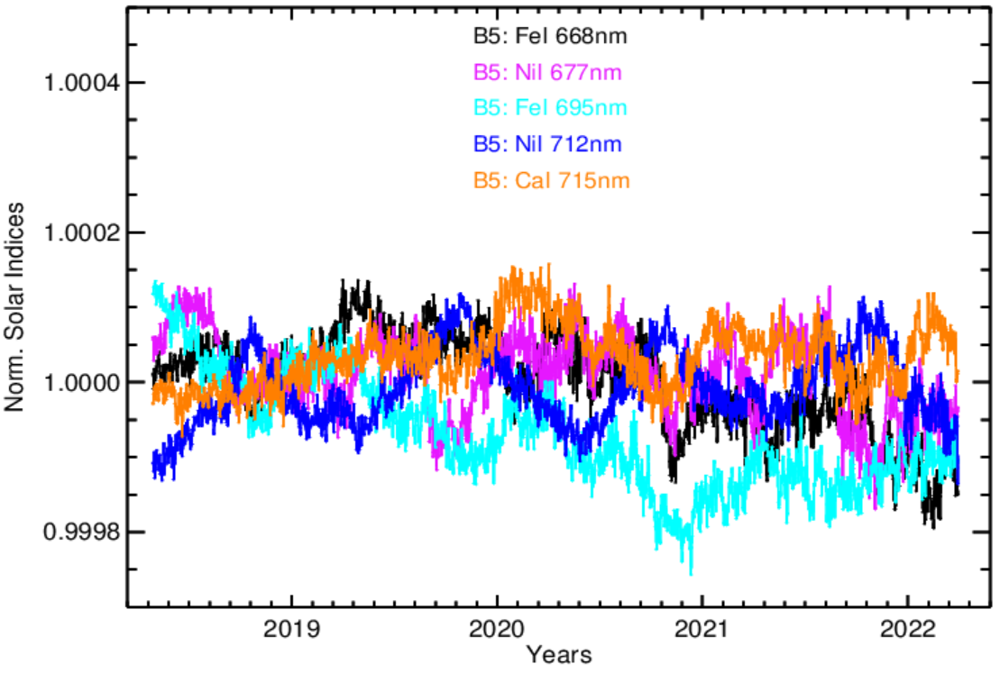 B5: FeI 668nm
B5: NiI 677nm
B5: FeI 695nm
B5: NiI 712nm
B5: CaI 715nm
1.0004
1.0002
1.0000
0.9998
Norm. Solar Indices
2019 2020 2021 2022
Years